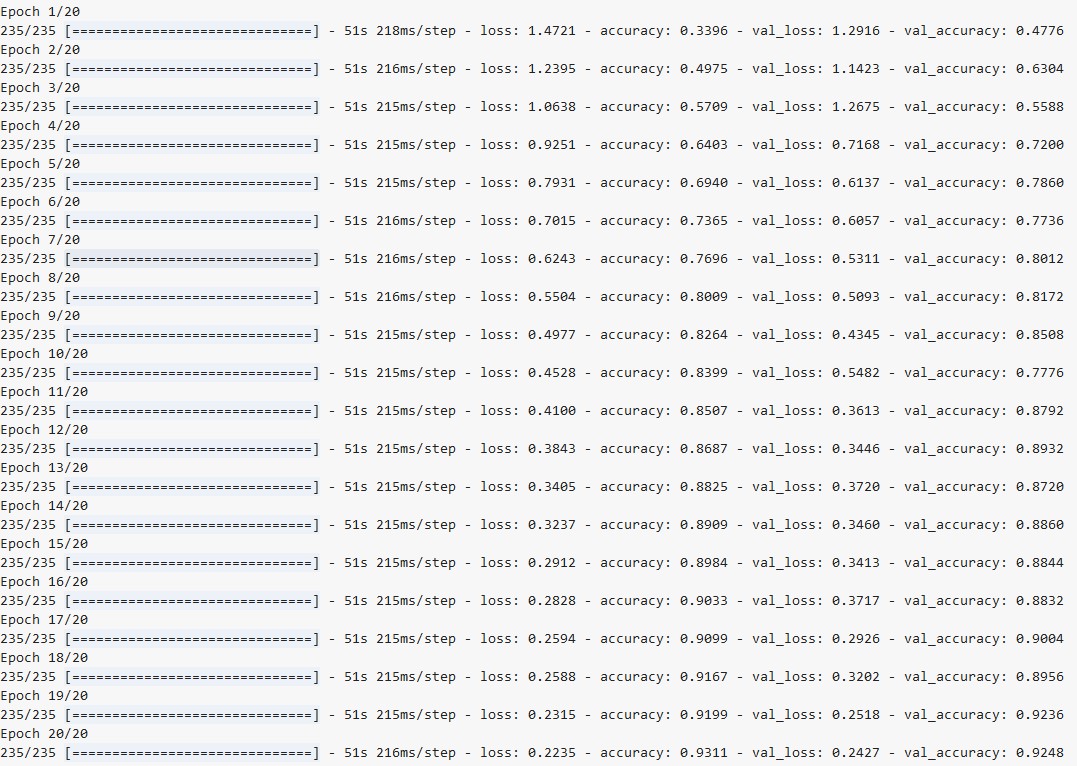 Epoch 1/20
235/235 [==============================] - 51s 218ms/step - loss: 1.4721 - accuracy: 0.3396 - val_loss: 1.2916 - val_accuracy: 0.4776
Epoch 2/20
235/235 [==============================] - 51s 216ms/step - loss: 1.2395 - accuracy: 0.4975 - val_loss: 1.1423 - val_accuracy: 0.6304
Epoch 3/20
235/235 [==============================] - 51s 215ms/step - loss: 1.0638 - accuracy: 0.5709 - val_loss: 1.2675 - val_accuracy: 0.5588
Epoch 4/20
235/235 [==============================] - 51s 215ms/step - loss: 0.9251 - accuracy: 0.6403 - val_loss: 0.7168 - val_accuracy: 0.7200
Epoch 5/20
235/235 [==============================] - 51s 215ms/step - loss: 0.7931 - accuracy: 0.6940 - val_loss: 0.6137 - val_accuracy: 0.7860
Epoch 6/20
235/235 [==============================] - 51s 216ms/step - loss: 0.7015 - accuracy: 0.7365 - val_loss: 0.6057 - val_accuracy: 0.7736
Epoch 7/20
235/235 [==============================] - 51s 216ms/step - loss: 0.6243 - accuracy: 0.7696 - val_loss: 0.5311 - val_accuracy: 0.8012
Epoch 8/20
235/235 [==============================] - 51s 216ms/step - loss: 0.5504 - accuracy: 0.8009 - val_loss: 0.5093 - val_accuracy: 0.8172
Epoch 9/20
235/235 [==============================] - 51s 215ms/step - loss: 0.4977 - accuracy: 0.8264 - val_loss: 0.4345 - val_accuracy: 0.8508
Epoch 10/20
235/235 [==============================] - 51s 215ms/step - loss: 0.4528 - accuracy: 0.8399 - val_loss: 0.5482 - val_accuracy: 0.7776
Epoch 11/20
235/235 [==============================] - 51s 215ms/step - loss: 0.4100 - accuracy: 0.8507 - val_loss: 0.3613 - val_accuracy: 0.8792
Epoch 12/20
235/235 [==============================] - 51s 215ms/step - loss: 0.3843 - accuracy: 0.8687 - val_loss: 0.3446 - val_accuracy: 0.8932
Epoch 13/20
235/235 [==============================] - 51s 215ms/step - loss: 0.3405 - accuracy: 0.8825 - val_loss: 0.3720 - val_accuracy: 0.8720
Epoch 14/20
235/235 [==============================] - 51s 215ms/step - loss: 0.3237 - accuracy: 0.8909 - val_loss: 0.3460 - val_accuracy: 0.8860
Epoch 15/20
235/235 [==============================] - 51s 215ms/step - loss: 0.2912 - accuracy: 0.8984 - val_loss: 0.3413 - val_accuracy: 0.8844
Epoch 16/20
235/235 [==============================] - 51s 215ms/step - loss: 0.2828 - accuracy: 0.9033 - val_loss: 0.3717 - val_accuracy: 0.8832
Epoch 17/20
235/235 [==============================] - 51s 215ms/step - loss: 0.2594 - accuracy: 0.9099 - val_loss: 0.2926 - val_accuracy: 0.9004
Epoch 18/20
235/235 [==============================] - 51s 215ms/step - loss: 0.2588 - accuracy: 0.9167 - val_loss: 0.3202 - val_accuracy: 0.8956
Epoch 19/20
235/235 [==============================] - 51s 215ms/step - loss: 0.2315 - accuracy: 0.9199 - val_loss: 0.2518 - val_accuracy: 0.9236
Epoch 20/20
235/235 [==============================] - 51s 216ms/step - loss: 0.2235 - accuracy: 0.9311 - val_loss: 0.2427 - val_accuracy: 0.9248